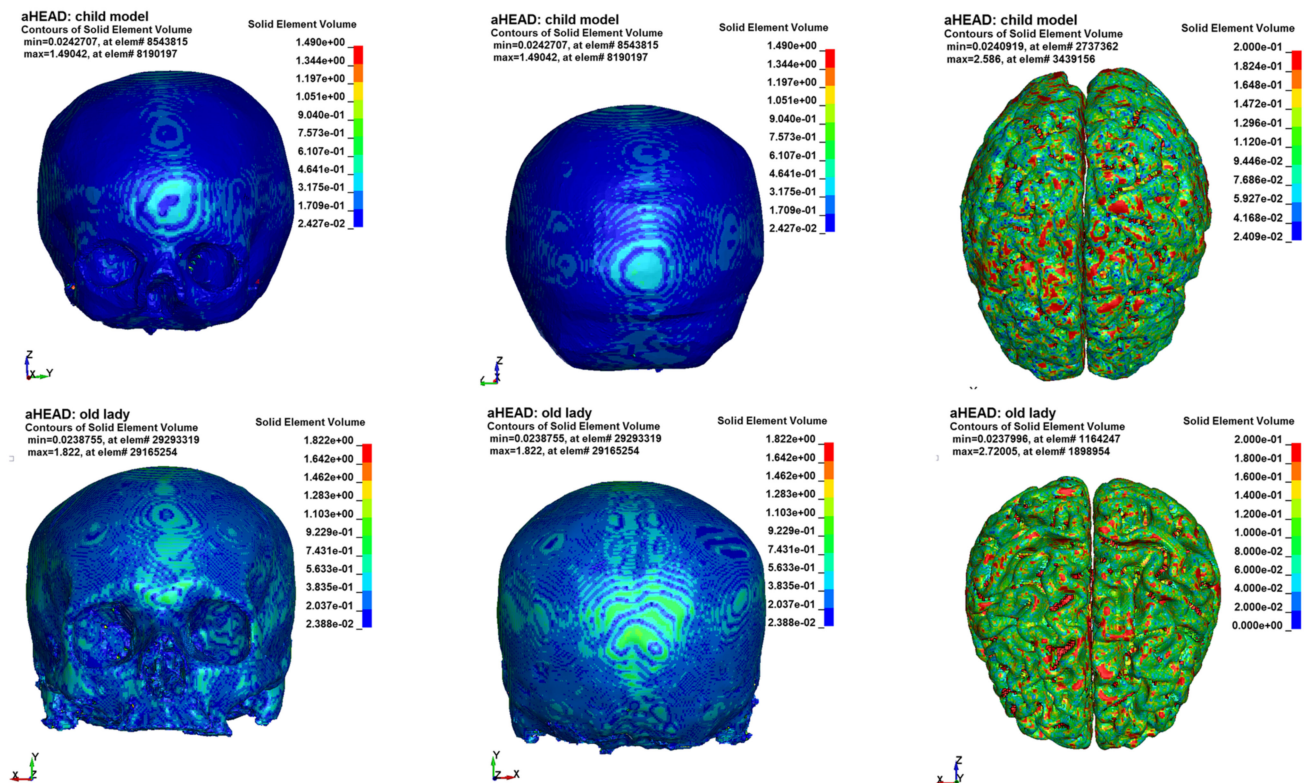 aHEAD: child model
Contours of Solid Element Volume
min=0.0242707, at elem# 8543815
max=1.49042, at elem# 8190197
Solid Element Volume
1.490e+00
1.344e+00
1.197e+00
1.051e+00
9.040e-01
7.573e-01
6.107e-01
4.641e-01
3.175e-01
1.709e-01
2.427e-02
Z
X
Y
aHEAD: child model
Contours of Solid Element Volume
min=0.0242707, at elem# 8543815
max=1.49042, at elem# 8190197
Solid Element Volume
1.490e+00
1.344e+00
1.197e+00
1.051e+00
9.040e-01
7.573e-01
6.107e-01
4.641e-01
3.175e-01
1.709e-01
2.427e-02
Z
X
aHEAD: child model
Contours of Solid Element Volume
min=0.0240919, at elem# 2737362
max=2.586, at elem# 3439156
Solid Element Volume
2.000e-01
1.824e-01
1.648e-01
1.472e-01
1.296e-01
1.120e-01
9.446e-02
7.686e-02
5.927e-02
4.168e-02
2.409e-02
aHEAD: old lady
Contours of Solid Element Volume
min=0.0238755, at elem# 29293319
max=1.822, at elem# 29165254
Solid Element Volume
1.822e+00
1.642e+00
1.462e+00
1.283e+00
1.103e+00
9.229e-01
7.431e-01
5.633e-01
3.835e-01
2.037e-01
2.388e-02
Y
X
Z
aHEAD: old lady
Contours of Solid Element Volume
min=0.0238755, at elem# 29293319
max=1.822, at elem# 29165254
Solid Element Volume
1.822e+00
1.642e+00
1.462e+00
1.283e+00
1.103e+00
9.229e-01
7.431e-01
5.633e-01
3.835e-01
2.037e-01
2.388e-02
Y
Z
X
aHEAD: old lady
Contours of Solid Element Volume
min=0.0237996, at elem# 1164247
max=2.72005, at elem# 1898954
Solid Element Volume
2.000e-01
1.800e-01
1.600e-01
1.400e-01
1.200e-01
1.000e-01
8.000e-02
6.000e-02
4.000e-02
2.000e-02
0.000e+00
Z
X
Y